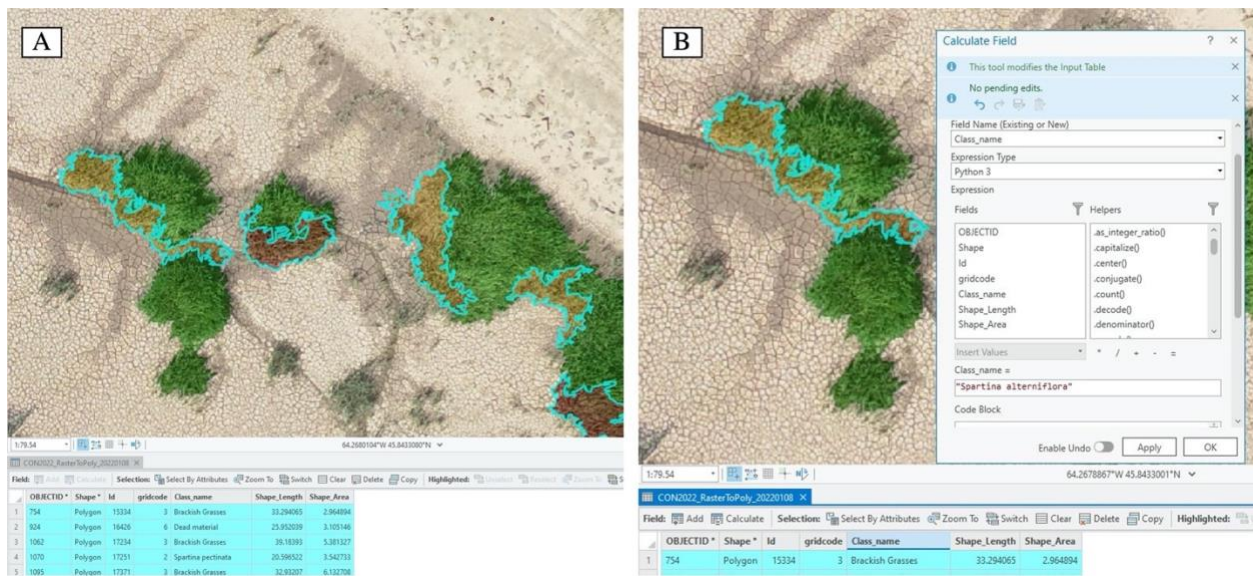 A
1:79.54
64.2680104°W 45.8433080°N
CON2022_RasterToPoly_20220108
Field: Add Calculate Selection: Select By Attributes Zoom To Switch Clear Delete Copy Highlighted:
OBJECTID * Shape * Id gridcode Class_name Shape_Length Shape_Area
1 754 Polygon 15334 3 Brackish Grasses 33.294065 2.964894
2 924 Polygon 16426 6 Dead material 25.952039 3.105146
3 1062 Polygon 17234 3 Brackish Grasses 39.18393 5.381327
4 1070 Polygon 17251 2 Spartina pectinata 20.596522 3.542733
5 1095 Polygon 17371 3 Brackish Grasses 32.93207 6.132708
B
Calculate Field ? ×
This tool modifies the Input Table ×
No pending edits. ×
Field Name (Existing or New)
Class_name
Expression Type
Python 3
Expression
Fields Helpers
OBJECTID .as_integer_ratio()
Shape .capitalize()
Id .center()
gridcode .conjugate()
Class_name .count()
Shape_Length .decode()
Shape_Area .denominator()
Insert Values * / + - =
Class_name =
"Spartina alterniflora"
Code Block
Enable Undo Apply OK
1:79.54
64.2678867°W 45.8433001°N
CON2022_RasterToPoly_20220108 ×
Field: Add Calculate Selection: Select By Attributes Zoom To Switch Clear Delete Copy Highlighted:
OBJECTID * Shape * Id gridcode Class_name Shape_Length Shape_Area
1 754 Polygon 15334 3 Brackish Grasses 33.294065 2.964894